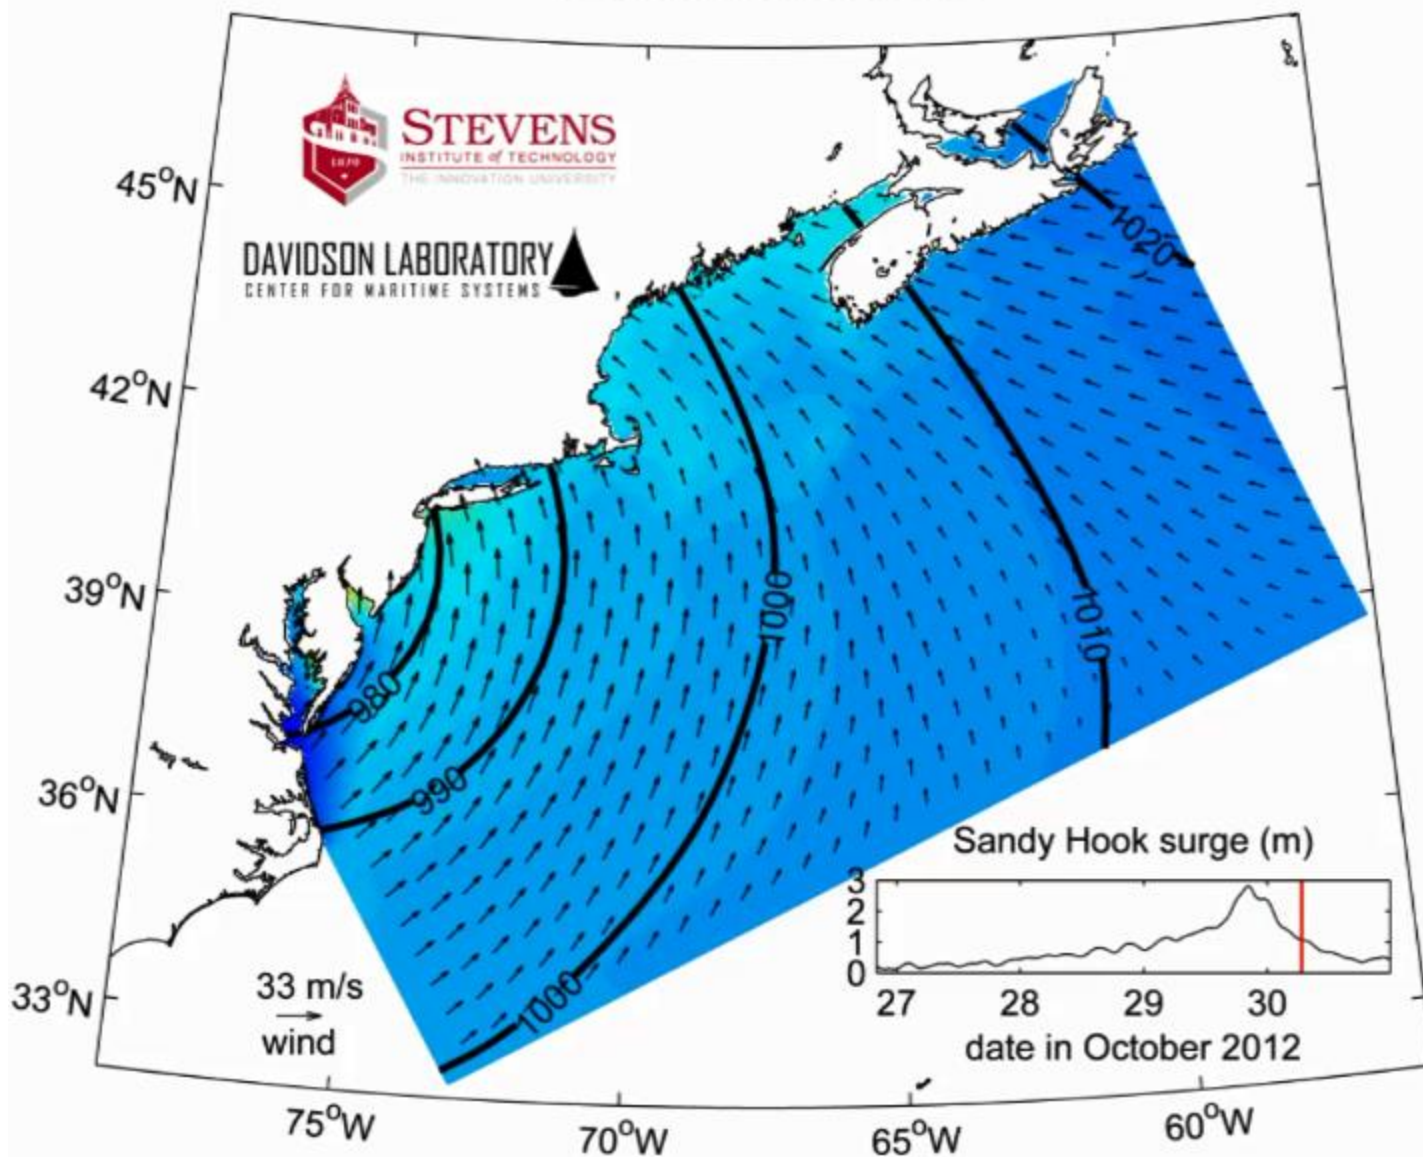 STEVENS
INSTITUTE of TECHNOLOGY
THE INNOVATION UNIVERSITY
1870
DAVIDSON LABORATORY
CENTER FOR MARITIME SYSTEMS
45°N
42°N
39°N
36°N
33°N
1020
1010
1000
980
990
1000
33 m/s
wind
Sandy Hook surge (m)
3
2
1
0
27 28 29 30
date in October 2012
75°W 70°W 65°W 60°W